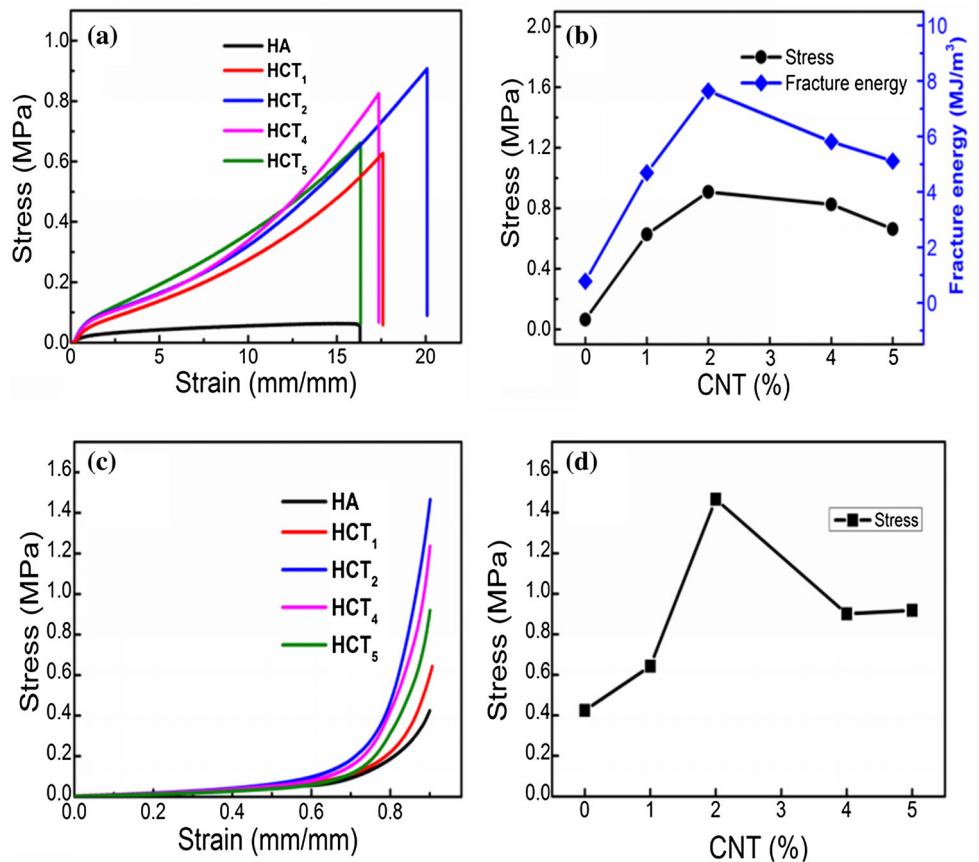 (a)
HA
HCT1
HCT2
HCT4
HCT5
Stress (MPa)
1.0
0.8
0.6
0.4
0.2
0.0
0 5 10 15 20
Strain (mm/mm)
(b)
Stress
Fracture energy
Stress (MPa)
2.0
1.6
1.2
0.8
0.4
0.0
Fracture energy (MJ/m³)
10
8
6
4
2
0
0 1 2 3 4 5
CNT (%)
(c)
HA
HCT1
HCT2
HCT4
HCT5
Stress (MPa)
1.6
1.4
1.2
1.0
0.8
0.6
0.4
0.2
0.0
0.0 0.2 0.4 0.6 0.8
Strain (mm/mm)
(d)
Stress
Stress (MPa)
1.6
1.4
1.2
1.0
0.8
0.6
0.4
0.2
0.0
0 1 2 3 4 5
CNT (%)